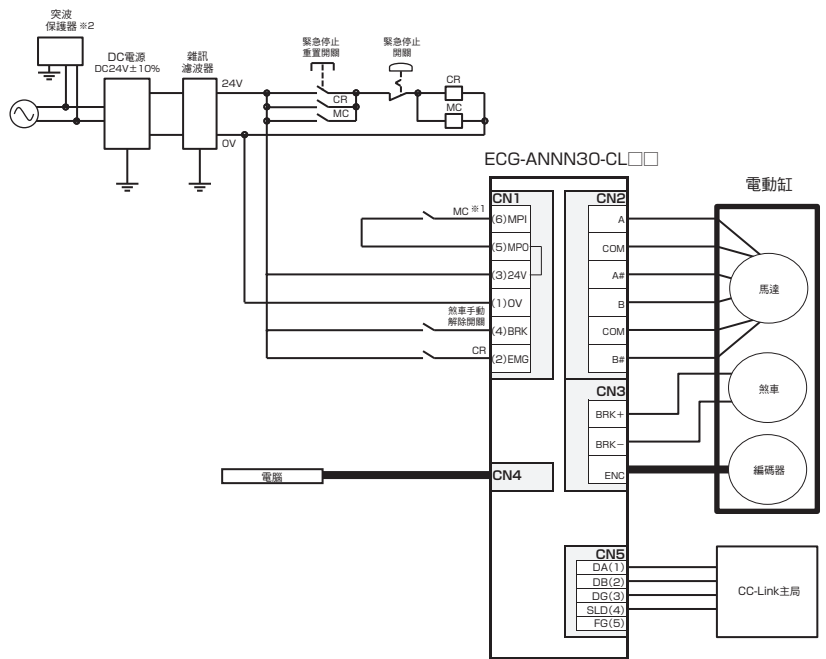 突波
保護器※2
DC電源
DC24V±10%
雜訊
濾波器
24V
0V
緊急停止
重置開關
緊急停止
開關
CR
MC
CR
MC
ECG-ANNN30-CL□□
電動缸
CN1
MC ※1
(6)MPI
(5)MPO
(3)24V
(1)0V
煞車手動
解除開關
(4)BRK
CR
(2)EMG
CN2
A
COM
A#
B
COM
B#
馬達
CN3
BRK+
BRK-
ENC
煞車
編碼器
電腦
CN4
CN5
DA(1)
DB(2)
DG(3)
SLD(4)
FG(5)
CC-Link主局